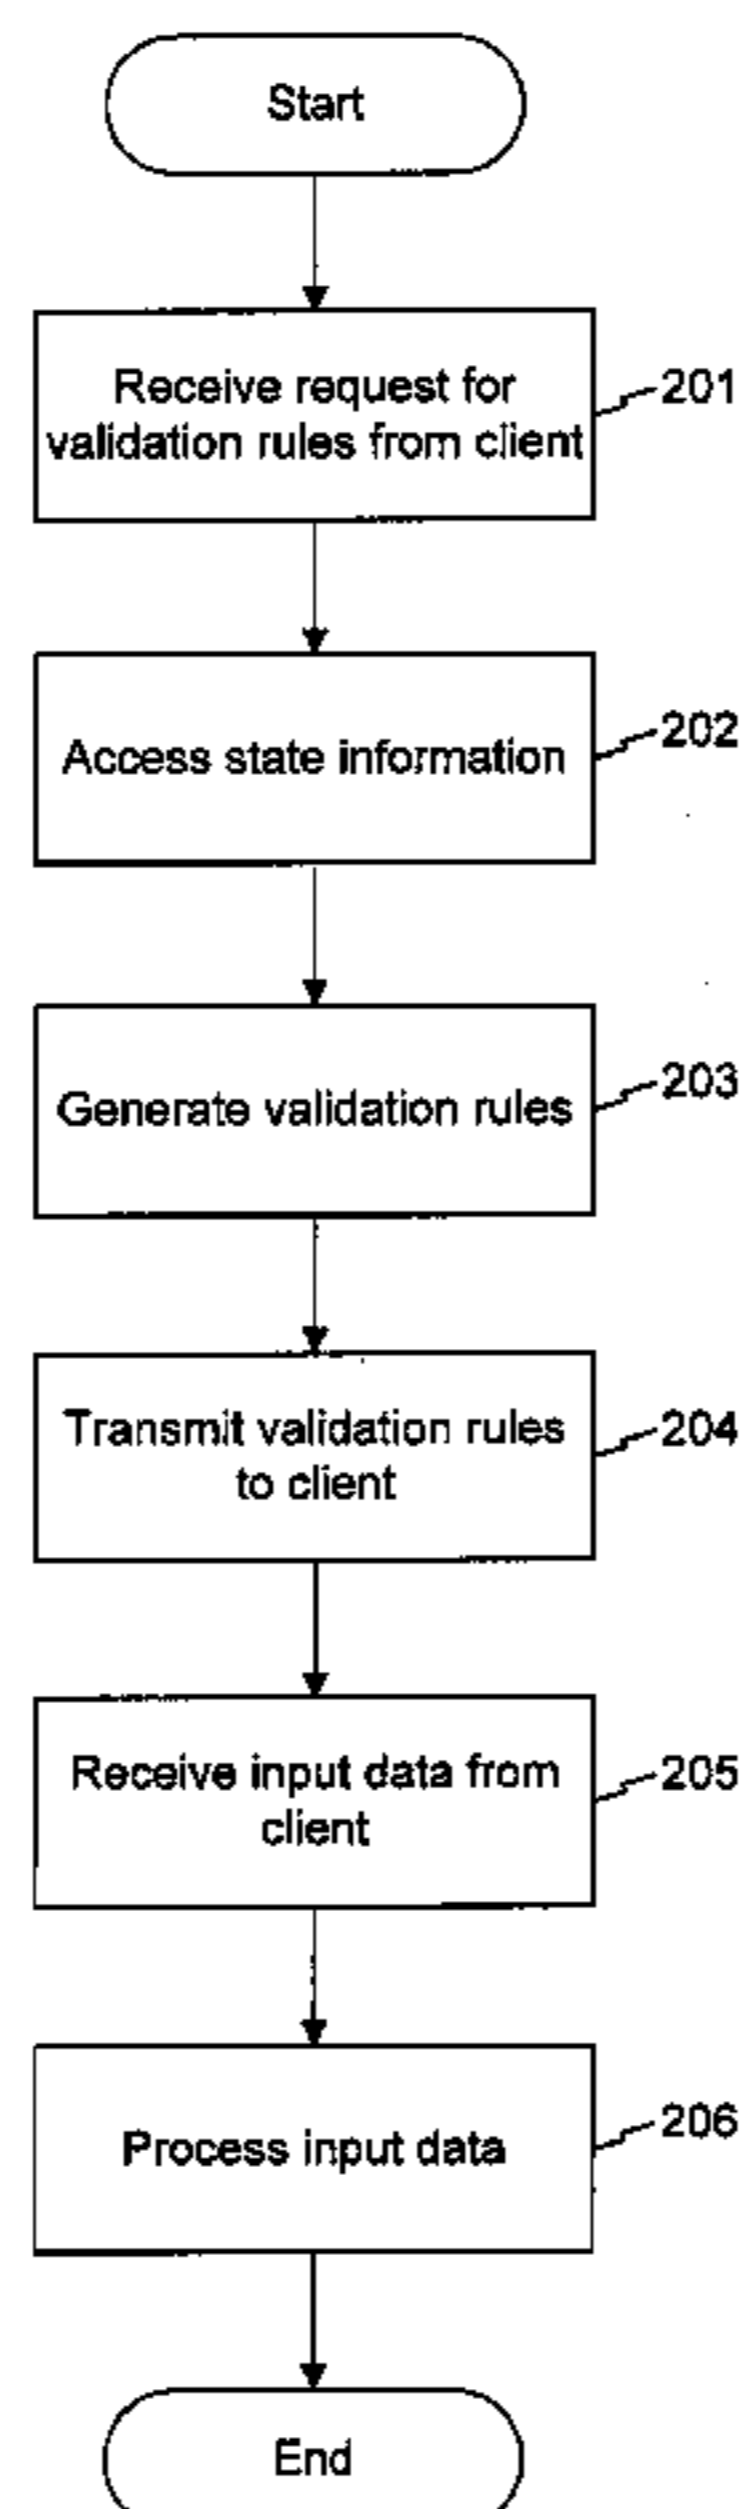 Start
Receive request for
validation rules from client
201
Access state information
202
Generate validation rules
203
Transmit validation rules
to client
204
Receive input data from
client
205
Process input data
206
End